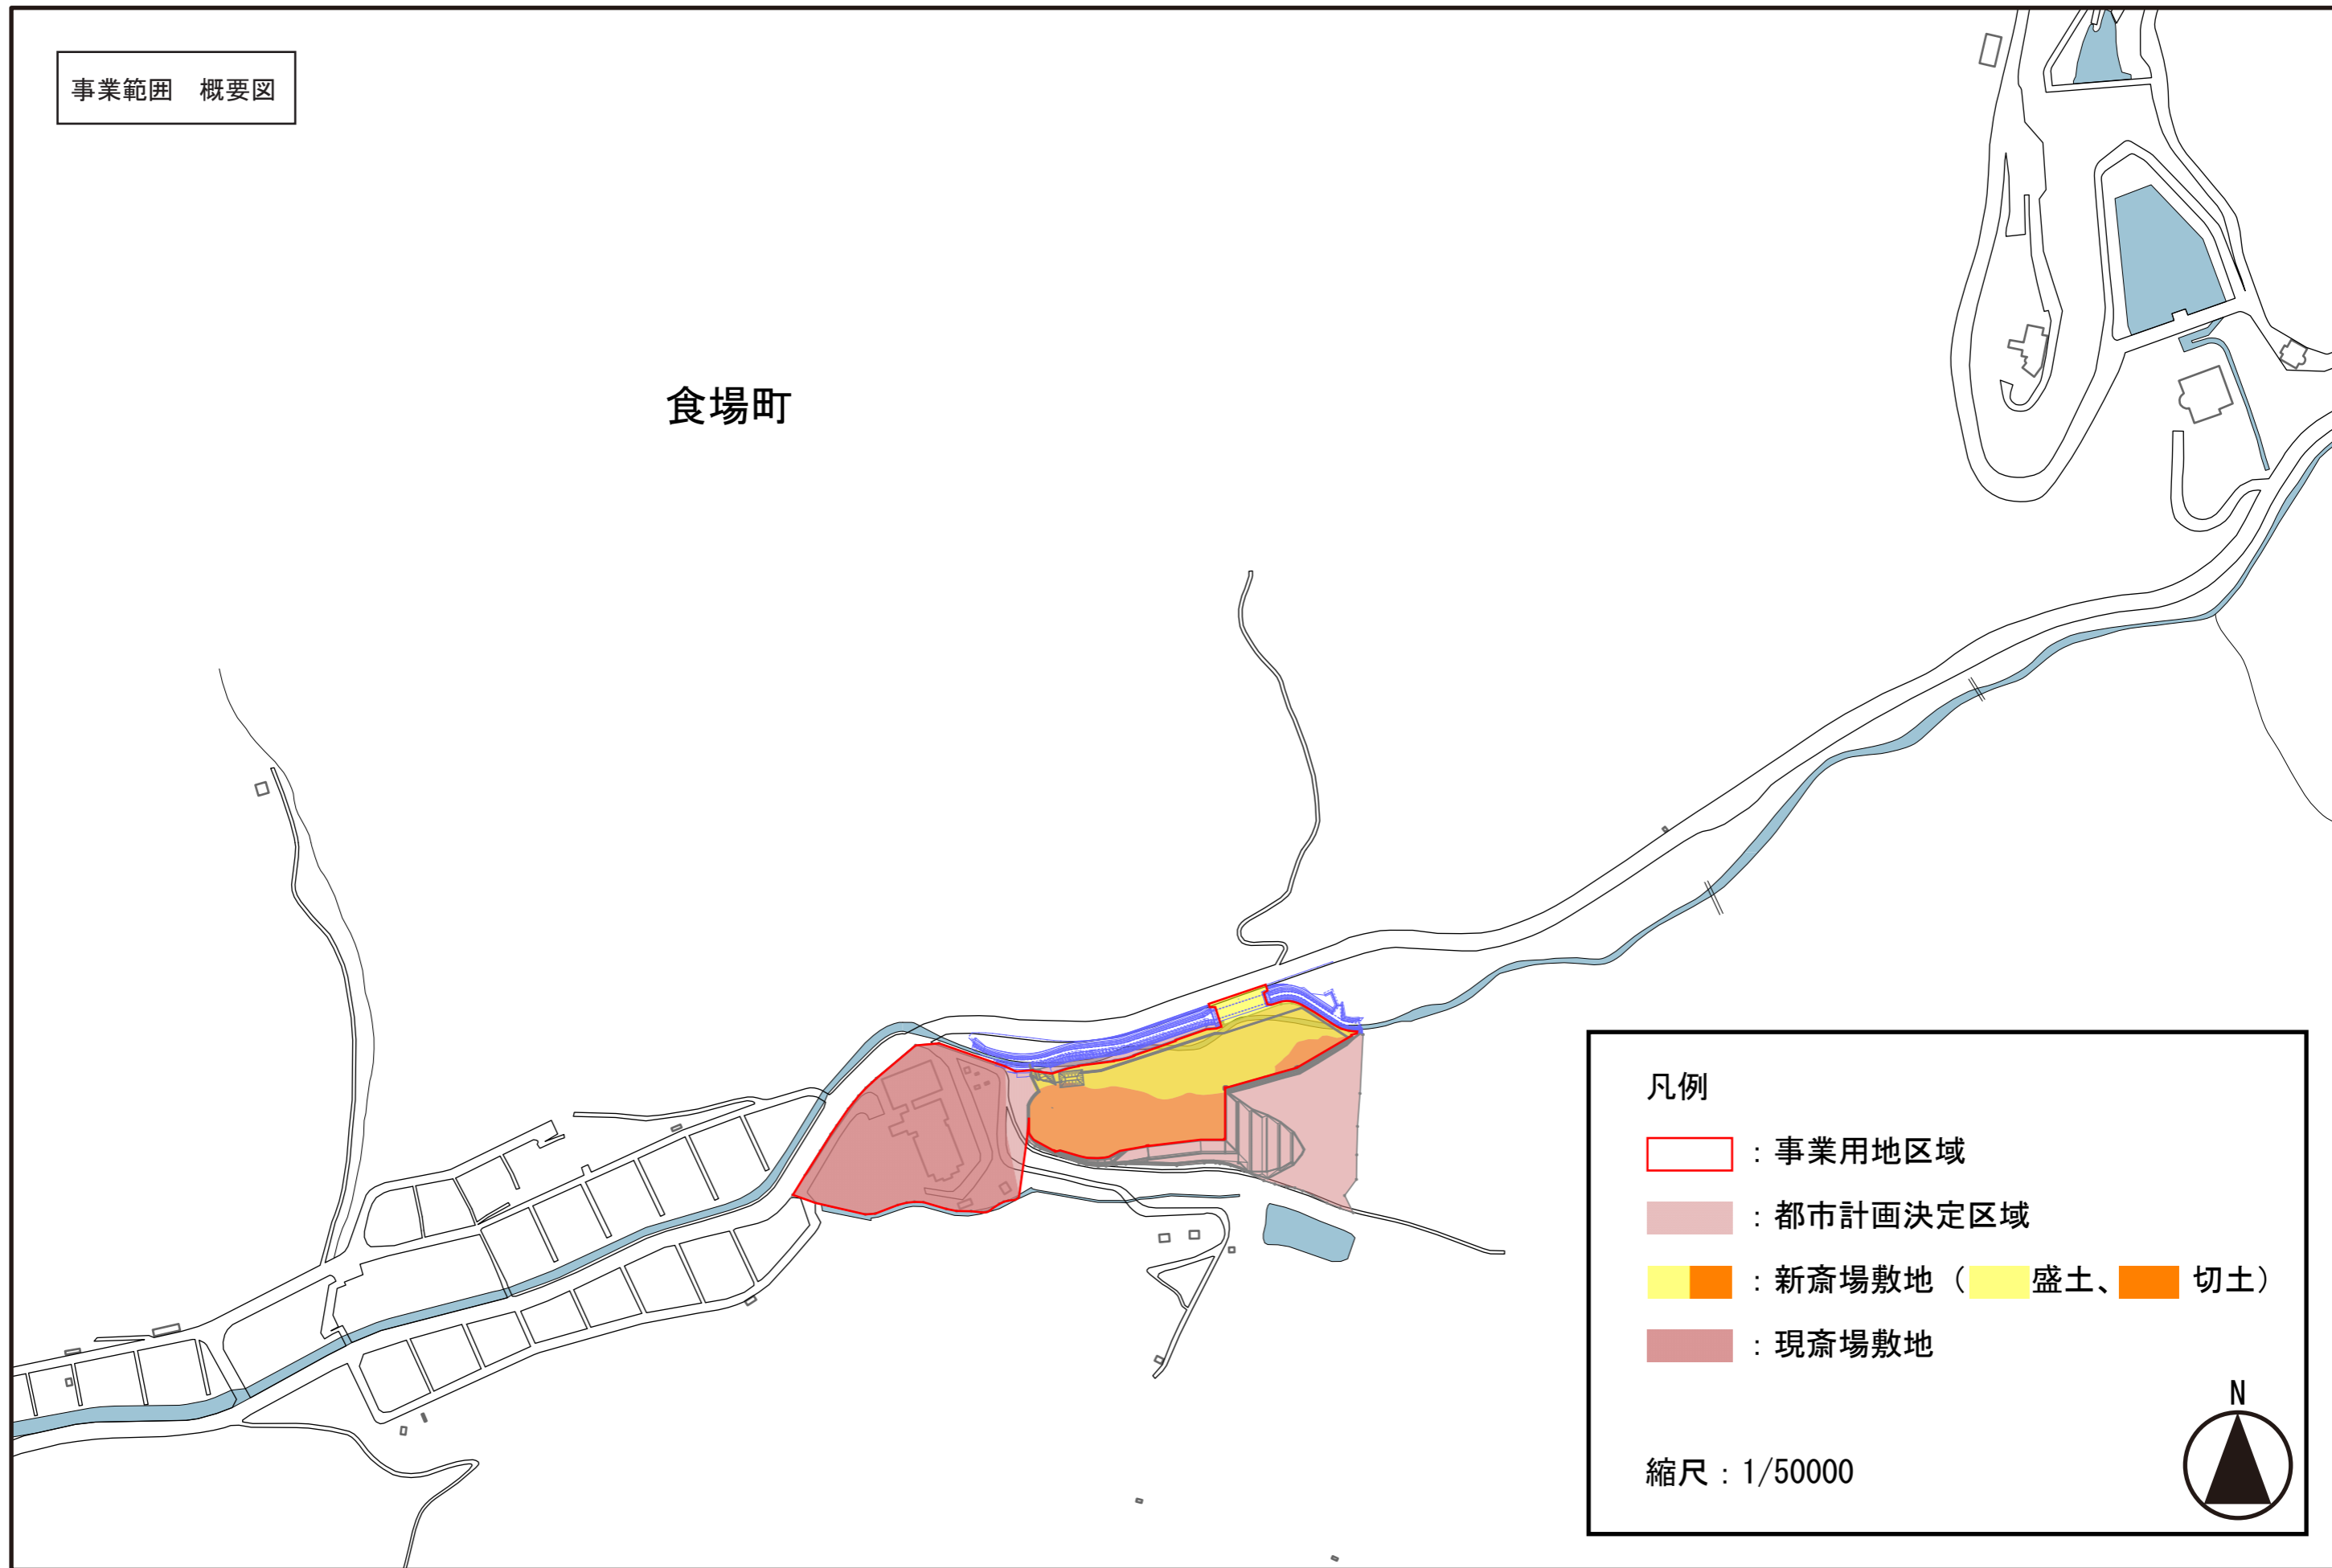 事業範囲　概要図
食場町
凡例
：事業用地区域
：都市計画決定区域
：新斎場敷地（　盛土、　切土）
：現斎場敷地
縮尺：1/50000
N